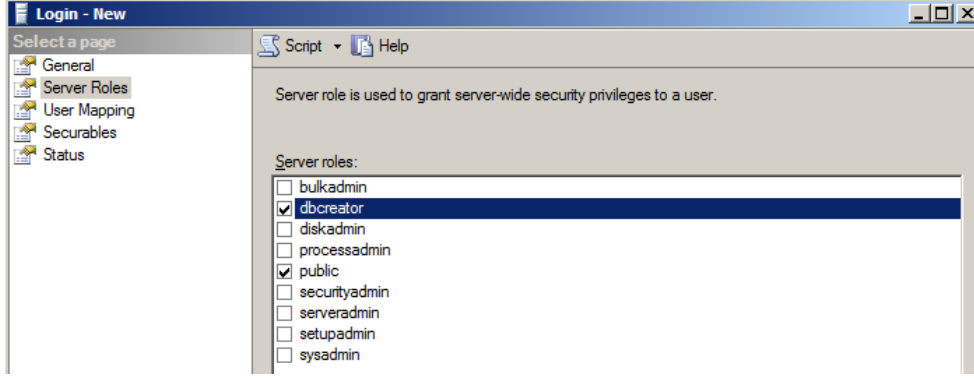 Login - New
Select a page
General
Server Roles
User Mapping
Securables
Status
Script
Help
Server role is used to grant server-wide security privileges to a user.
Server roles:
bulkadmin
dbcreator
diskadmin
processadmin
public
securityadmin
serveradmin
setupadmin
sysadmin